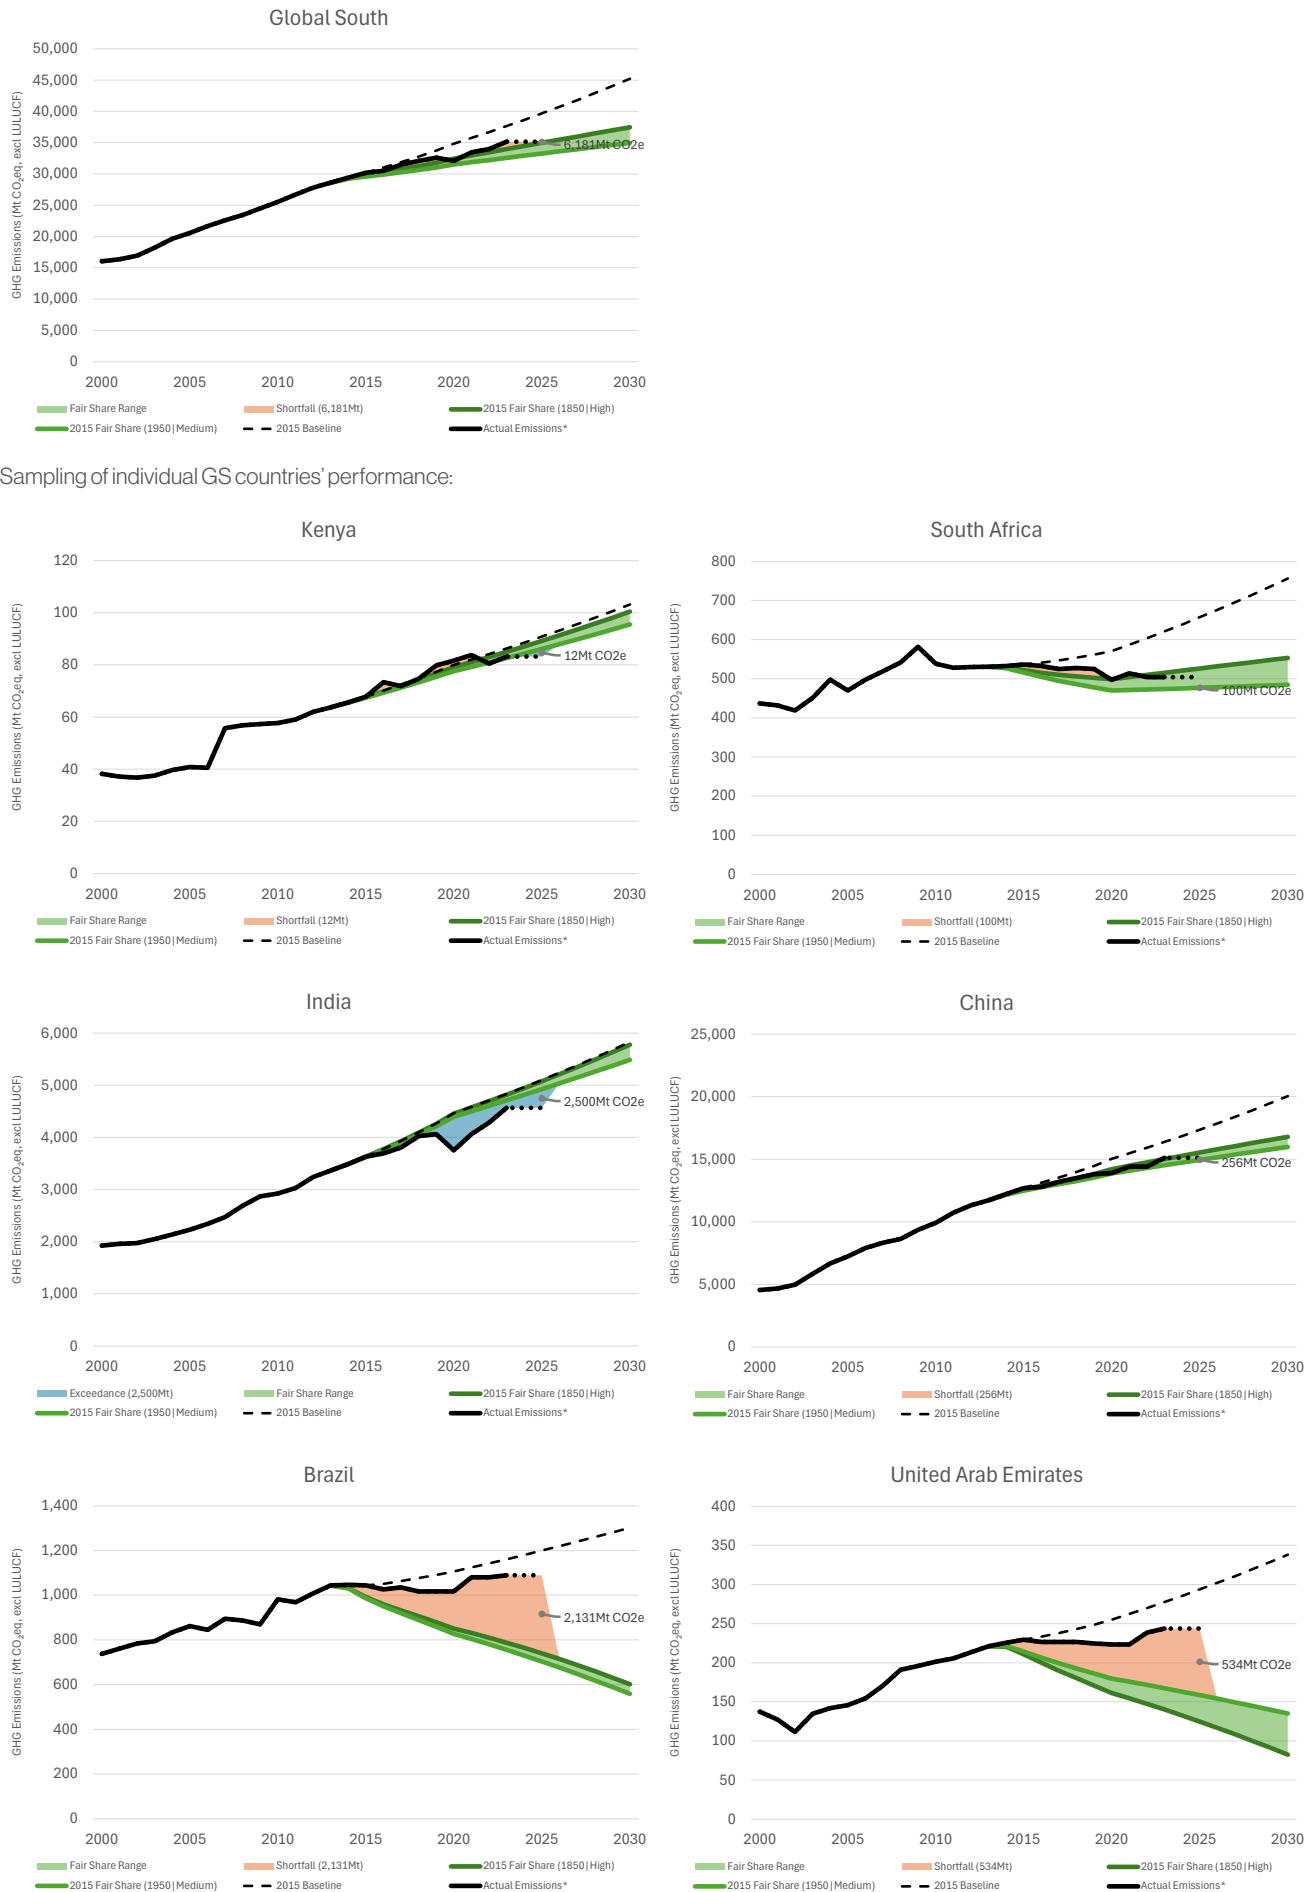 Global South
GHG Emissions (Mt CO₂eq, excl LULUCF)
50,000
45,000
40,000
35,000
30,000
25,000
20,000
15,000
10,000
5,000
0
6,181Mt CO2e
2000 2005 2010 2015 2020 2025 2030
Fair Share Range Shortfall (6,181Mt) 2015 Fair Share (1850|High)
2015 Fair Share (1950|Medium) 2015 Baseline Actual Emissions*
Sampling of individual GS countries' performance:
Kenya
GHG Emissions (Mt CO₂eq, excl LULUCF)
120
100
80
60
40
20
0
12Mt CO2e
2000 2005 2010 2015 2020 2025 2030
Fair Share Range Shortfall (12Mt) 2015 Fair Share (1850|High)
2015 Fair Share (1950|Medium) 2015 Baseline Actual Emissions*
South Africa
GHG Emissions (Mt CO₂eq, excl LULUCF)
800
700
600
500
400
300
200
100
0
100Mt CO2e
2000 2005 2010 2015 2020 2025 2030
Fair Share Range Shortfall (100Mt) 2015 Fair Share (1850|High)
2015 Fair Share (1950|Medium) 2015 Baseline Actual Emissions*
India
GHG Emissions (Mt CO₂eq, excl LULUCF)
6,000
5,000
4,000
3,000
2,000
1,000
0
2,500Mt CO2e
2000 2005 2010 2015 2020 2025 2030
Exceedance (2,500Mt) Fair Share Range 2015 Fair Share (1850|High)
2015 Fair Share (1950|Medium) 2015 Baseline Actual Emissions*
China
GHG Emissions (Mt CO₂eq, excl LULUCF)
25,000
20,000
15,000
10,000
5,000
0
256Mt CO2e
2000 2005 2010 2015 2020 2025 2030
Fair Share Range Shortfall (256Mt) 2015 Fair Share (1850|High)
2015 Fair Share (1950|Medium) 2015 Baseline Actual Emissions*
Brazil
GHG Emissions (Mt CO₂eq, excl LULUCF)
1,400
1,200
1,000
800
600
400
200
0
2,131Mt CO2e
2000 2005 2010 2015 2020 2025 2030
Fair Share Range Shortfall (2,131Mt) 2015 Fair Share (1850|High)
2015 Fair Share (1950|Medium) 2015 Baseline Actual Emissions*
United Arab Emirates
GHG Emissions (Mt CO₂eq, excl LULUCF)
400
350
300
250
200
150
100
50
0
534Mt CO2e
2000 2005 2010 2015 2020 2025 2030
Fair Share Range Shortfall (534Mt) 2015 Fair Share (1850|High)
2015 Fair Share (1950|Medium) 2015 Baseline Actual Emissions*